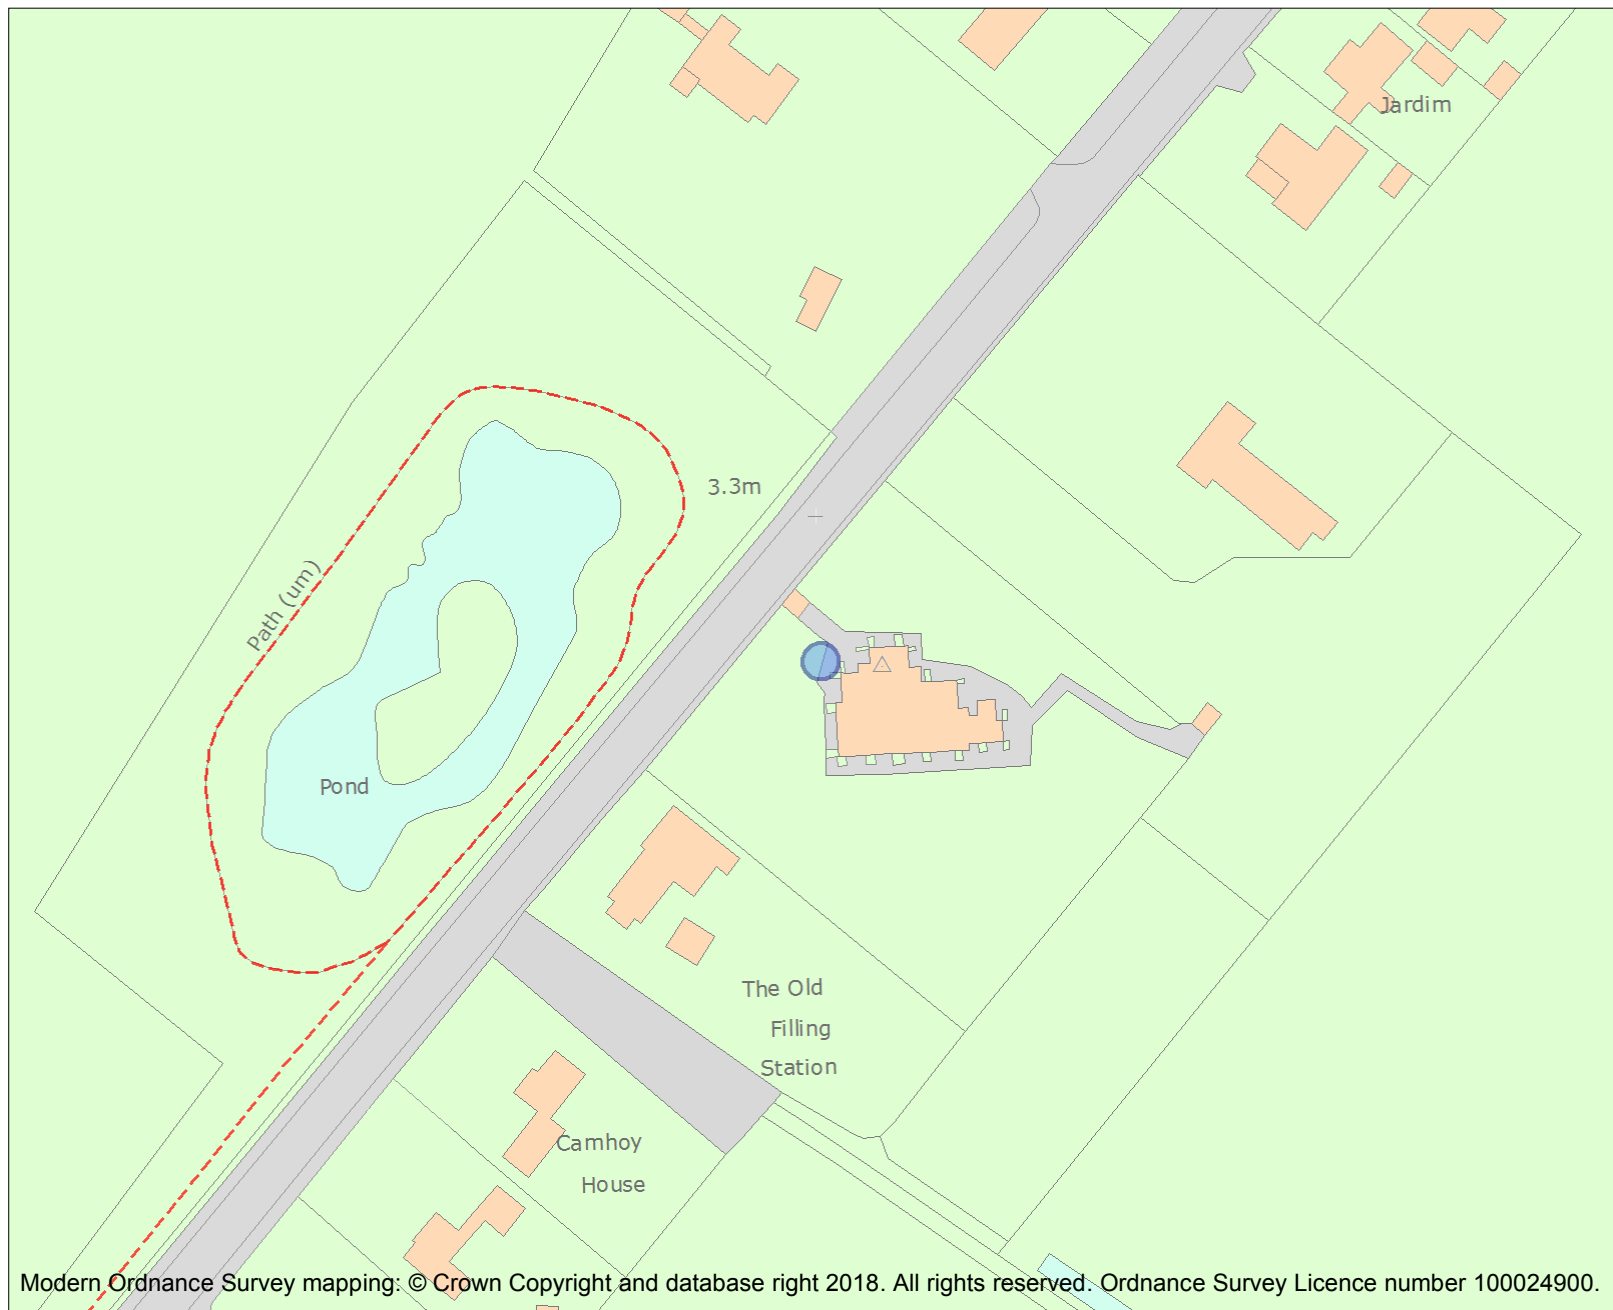 Jardim
3.3m
Path (um)
Pond
The Old
Filling
Station
Camhoy
House
Modern Ordnance Survey mapping: © Crown Copyright and database right 2018. All rights reserved. Ordnance Survey Licence number 100024900.